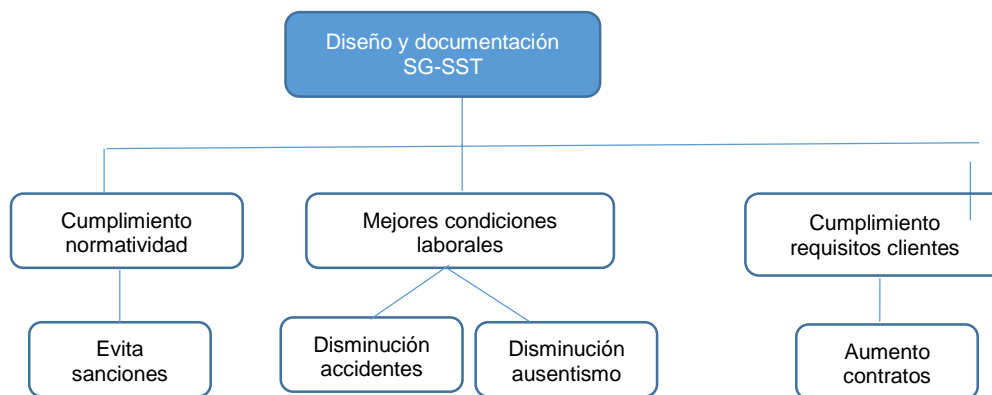 Diseño y documentación
SG-SST
Cumplimiento
normatividad
Mejores condiciones
laborales
Cumplimiento
requisitos clientes
Evita
sanciones
Disminución
accidentes
Disminución
ausentismo
Aumento
contratos